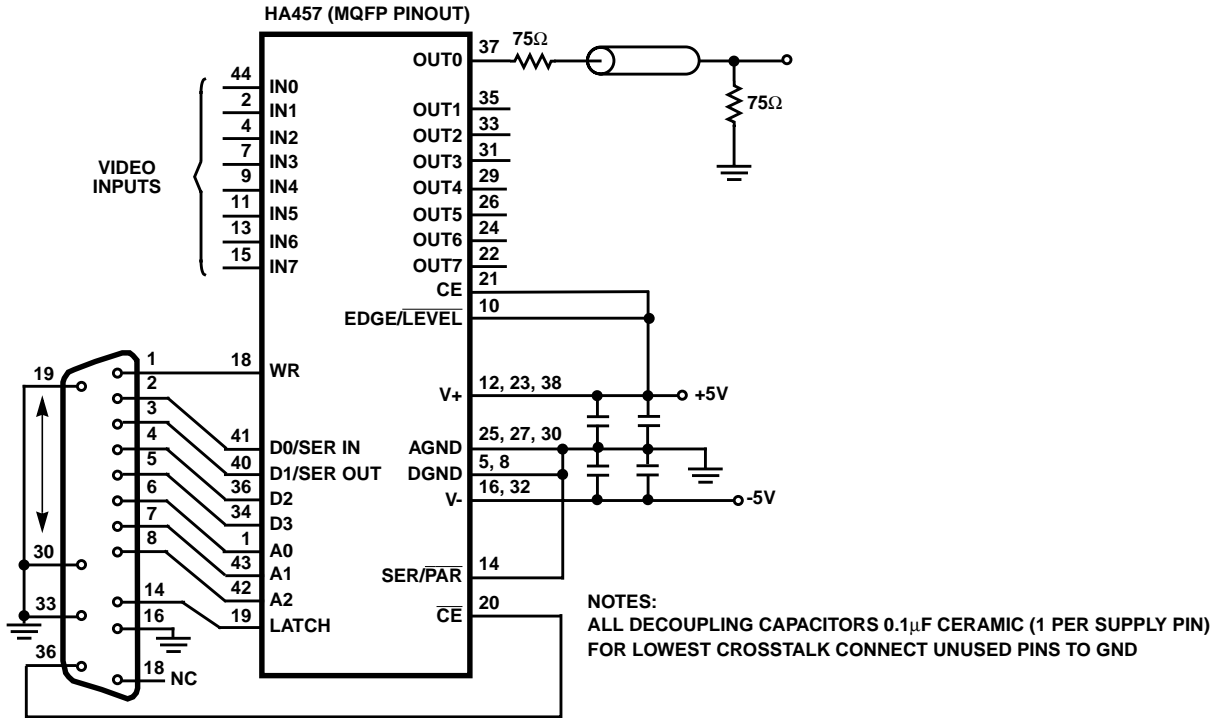 HA457 (MQFP PINOUT)
44 IN0
2 IN1
4 IN2
7 IN3
9 IN4
11 IN5
13 IN6
15 IN7
VIDEO
INPUTS
OUT0 37 75Ω
75Ω
OUT1 35
OUT2 33
OUT3 31
OUT4 29
OUT5 26
OUT6 24
OUT7 22
CE 21
EDGE/LEVEL 10
V+ 12, 23, 38 +5V
AGND 25, 27, 30
DGND 5, 8
V- 16, 32 -5V
SER/PAR 14
CE 20
1 18 WR
2 41 D0/SER IN
3 40 D1/SER OUT
4 36 D2
5 34 D3
6 1 A0
7 43 A1
8 42 A2
14 19 LATCH
16
18 NC
19
30
33
36
NOTES:
ALL DECOUPLING CAPACITORS 0.1μF CERAMIC (1 PER SUPPLY PIN)
FOR LOWEST CROSSTALK CONNECT UNUSED PINS TO GND